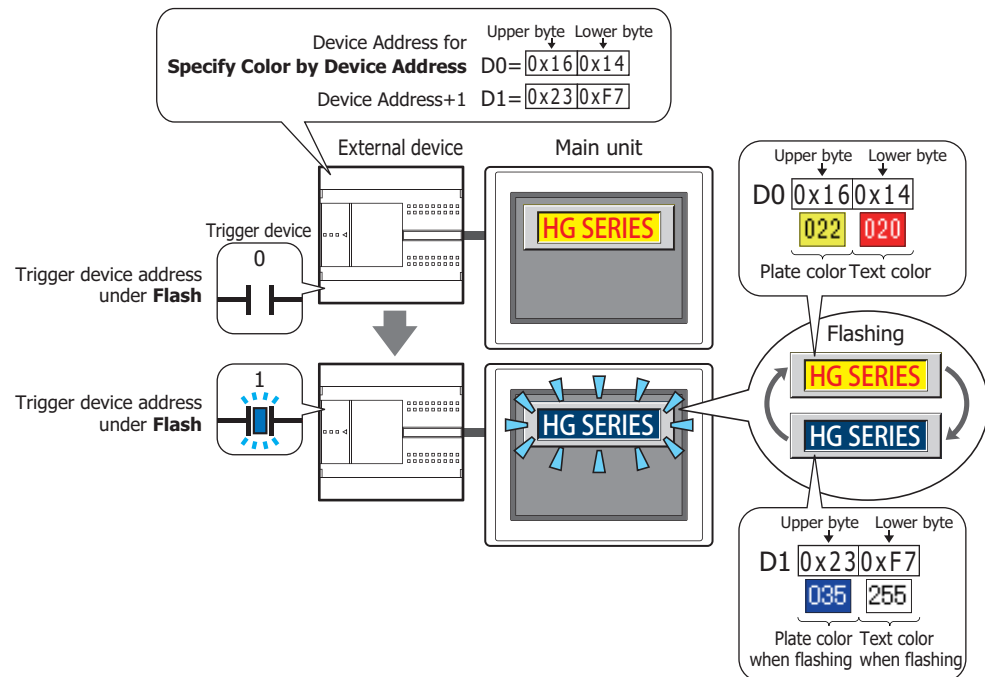 Upper byte Lower byte
Device Address for
Specify Color by Device Address D0= 0x16 0x14
Device Address+1 D1= 0x23 0xF7
External device Main unit
HG SERIES
Trigger device
0
Trigger device address
under Flash
Upper byte Lower byte
D0 0x16 0x14
022 020
Plate color Text color
Flashing
HG SERIES
HG SERIES
1
Trigger device address
under Flash
HG SERIES
Upper byte Lower byte
D1 0x23 0xF7
035 255
Plate color Text color
when flashing when flashing